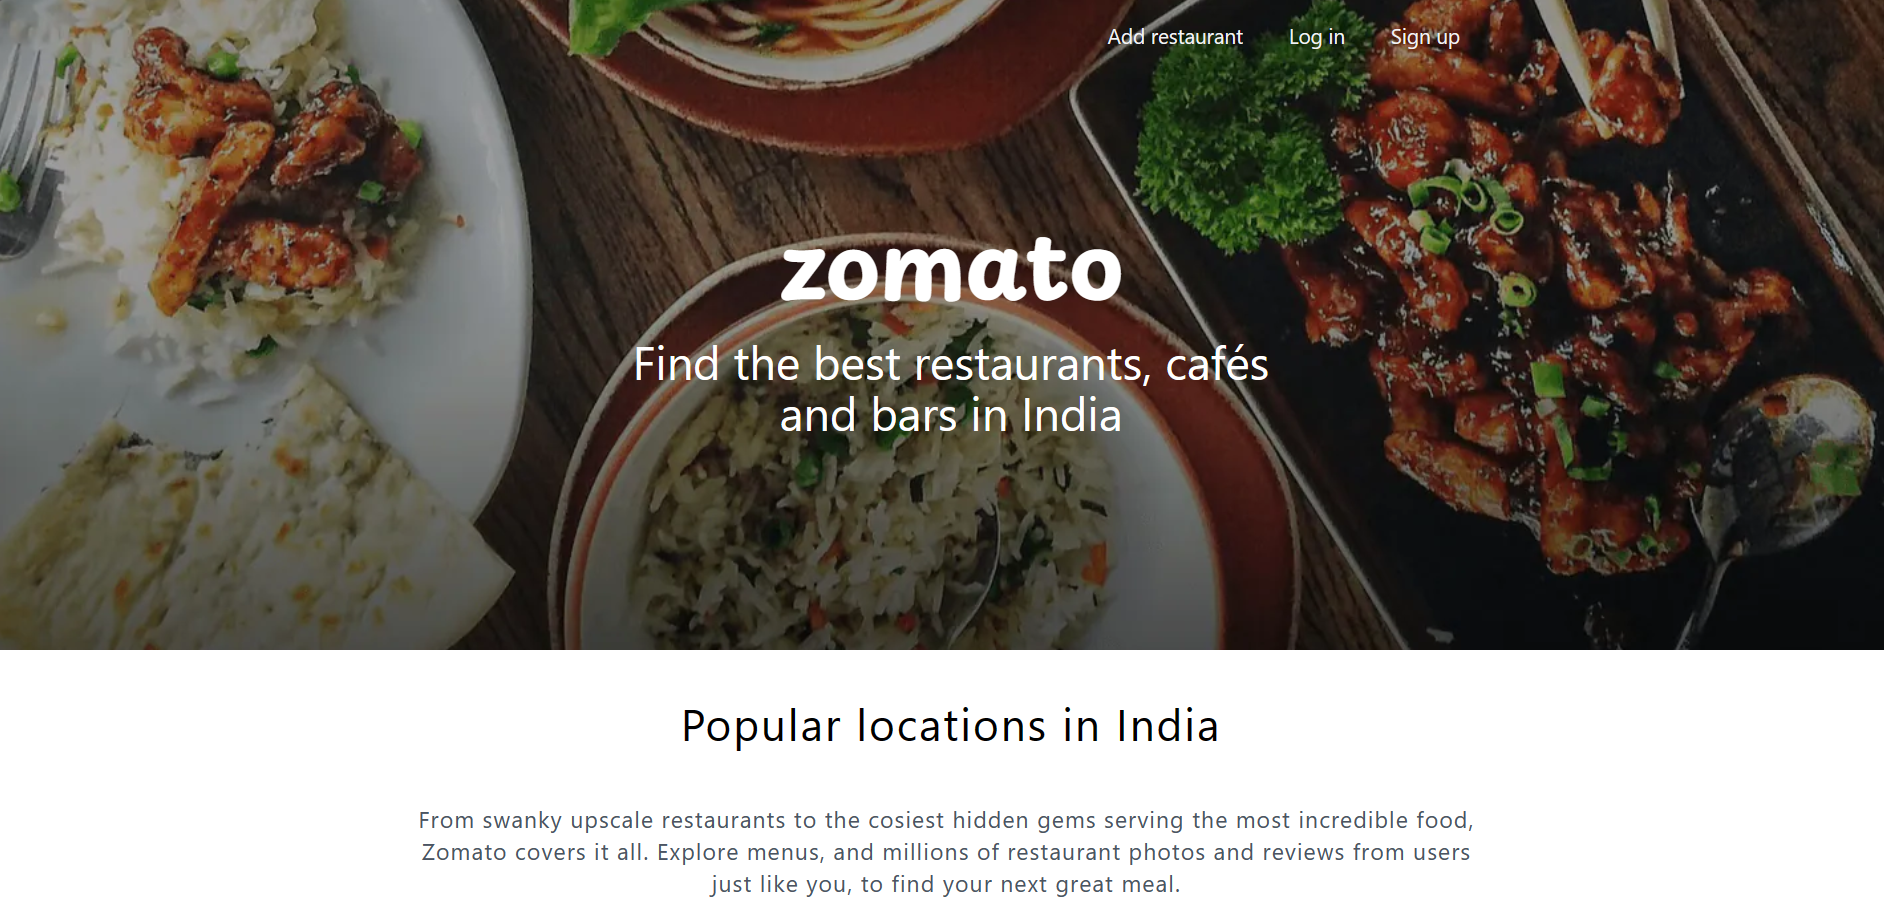 Add restaurant Log in Sign up
zomato
Find the best restaurants, cafés
and bars in India
Popular locations in India
From swanky upscale restaurants to the cosiest hidden gems serving the most incredible food,
Zomato covers it all. Explore menus, and millions of restaurant photos and reviews from users
just like you, to find your next great meal.